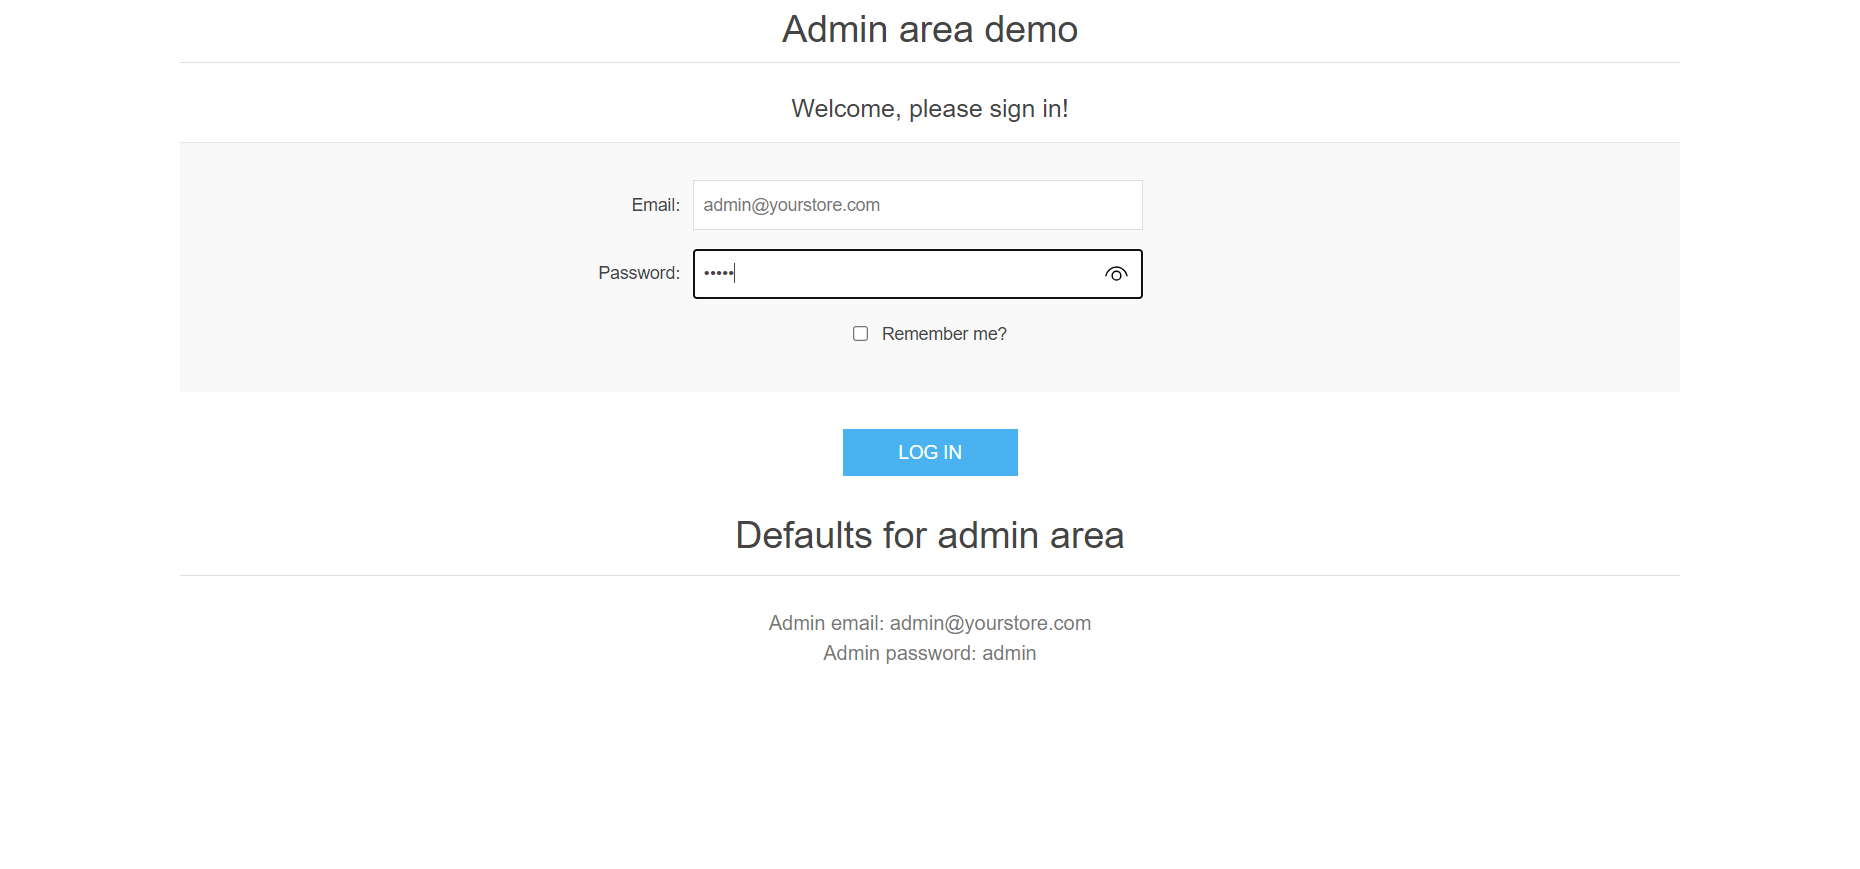 Admin area demo
Welcome, please sign in!
Email: admin@yourstore.com
Password: •••••
Remember me?
LOG IN
Defaults for admin area
Admin email: admin@yourstore.com
Admin password: admin